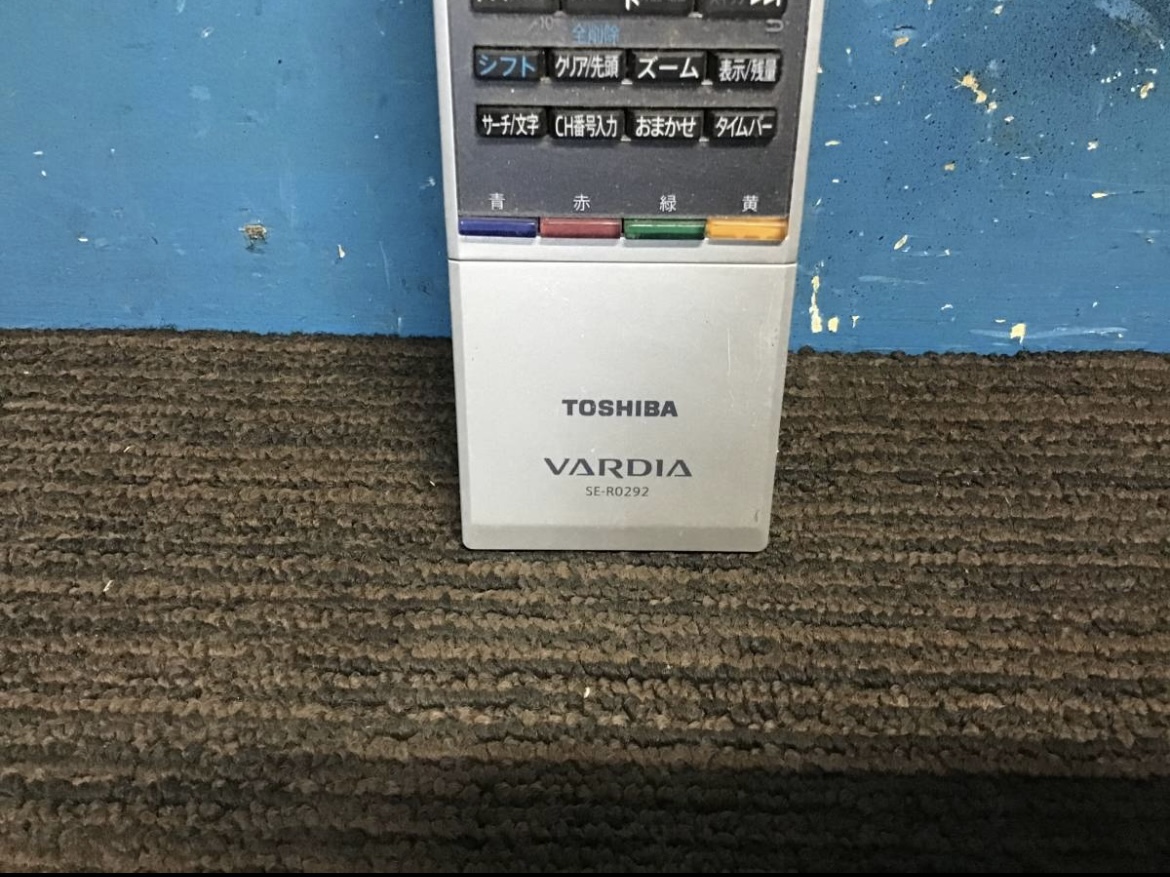 全削除
シフト クリア/先頭 ズーム 表示/残量
サーチ/文字 CH番号入力 おまかせ タイムバー
青 赤 緑 黄
TOSHIBA
VARDIA
SE-R0292